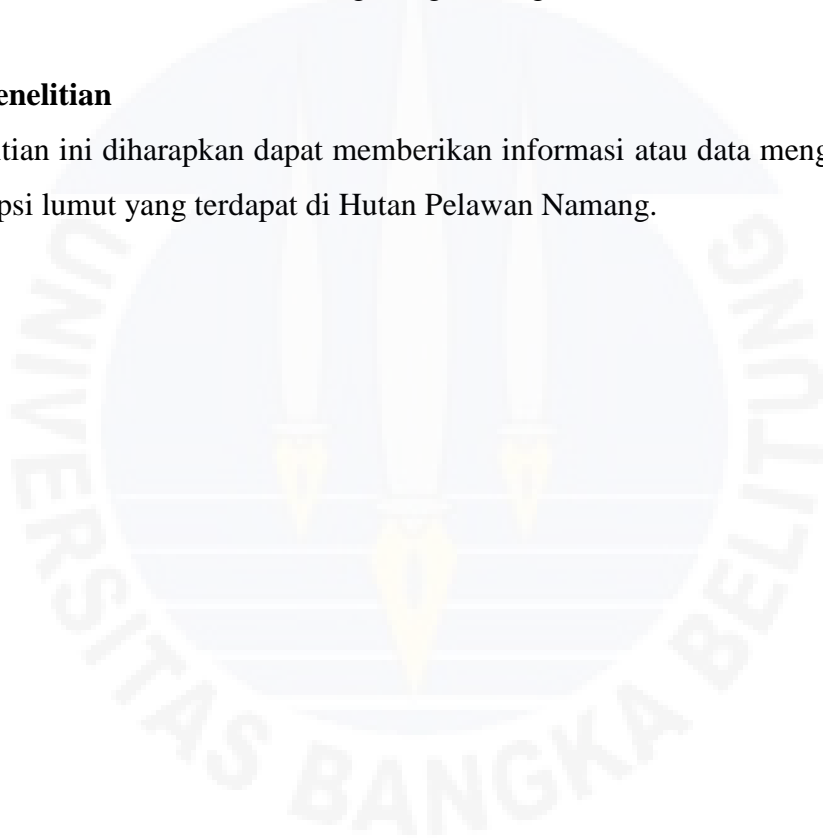 enelitian
tian ini diharapkan dapat memberikan informasi atau data meng
psi lumut yang terdapat di Hutan Pelawan Namang.
UNIVERSITAS BANGKA BELITUNG